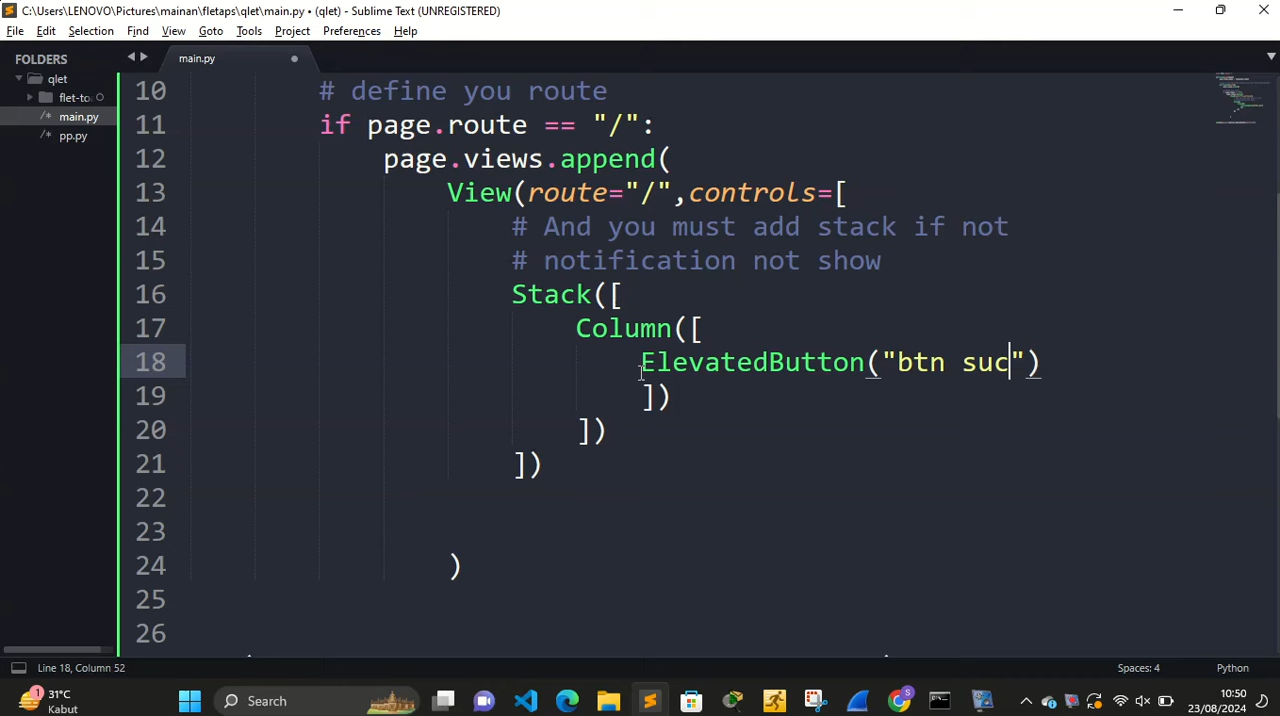 C:\Users\LENOVO\Pictures\mainan\fletaps\qlet\main.py • (qlet) - Sublime Text (UNREGISTERED)
File Edit Selection Find View Goto Tools Project Preferences Help
FOLDERS
qlet
flet-to
main.py
pp.py
main.py
10 # define you route
11 if page.route == "/":
12 page.views.append(
13 View(route="/",controls=[
14 # And you must add stack if not
15 # notification not show
16 Stack([
17 Column([
18 ElevatedButton("btn suc")
19 ])
20 ])
21 ])
22
23
24 )
25
26
Line 18, Column 52
Spaces: 4
Python
1
31°C
Kabut
Search
S
10:50
23/08/2024